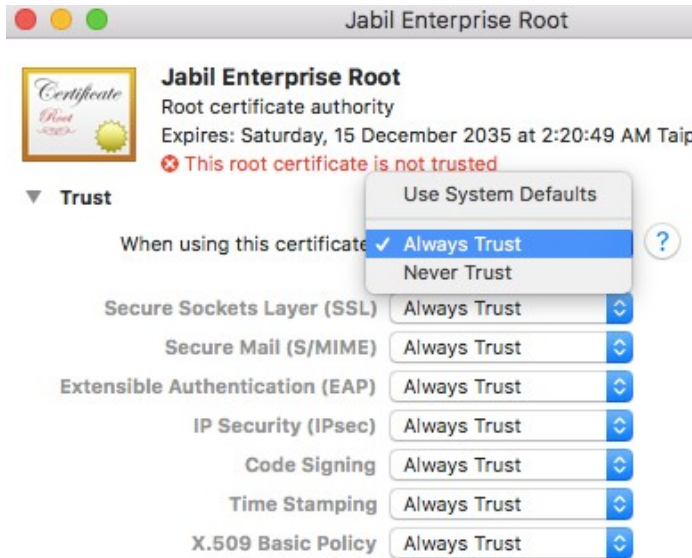 Jabil Enterprise Root
Certificate
Root
Jabil Enterprise Root
Root certificate authority
Expires: Saturday, 15 December 2035 at 2:20:49 AM Taip
This root certificate is not trusted
Trust
Use System Defaults
When using this certificate ✓ Always Trust ?
Never Trust
Secure Sockets Layer (SSL) Always Trust
Secure Mail (S/MIME) Always Trust
Extensible Authentication (EAP) Always Trust
IP Security (IPsec) Always Trust
Code Signing Always Trust
Time Stamping Always Trust
X.509 Basic Policy Always Trust